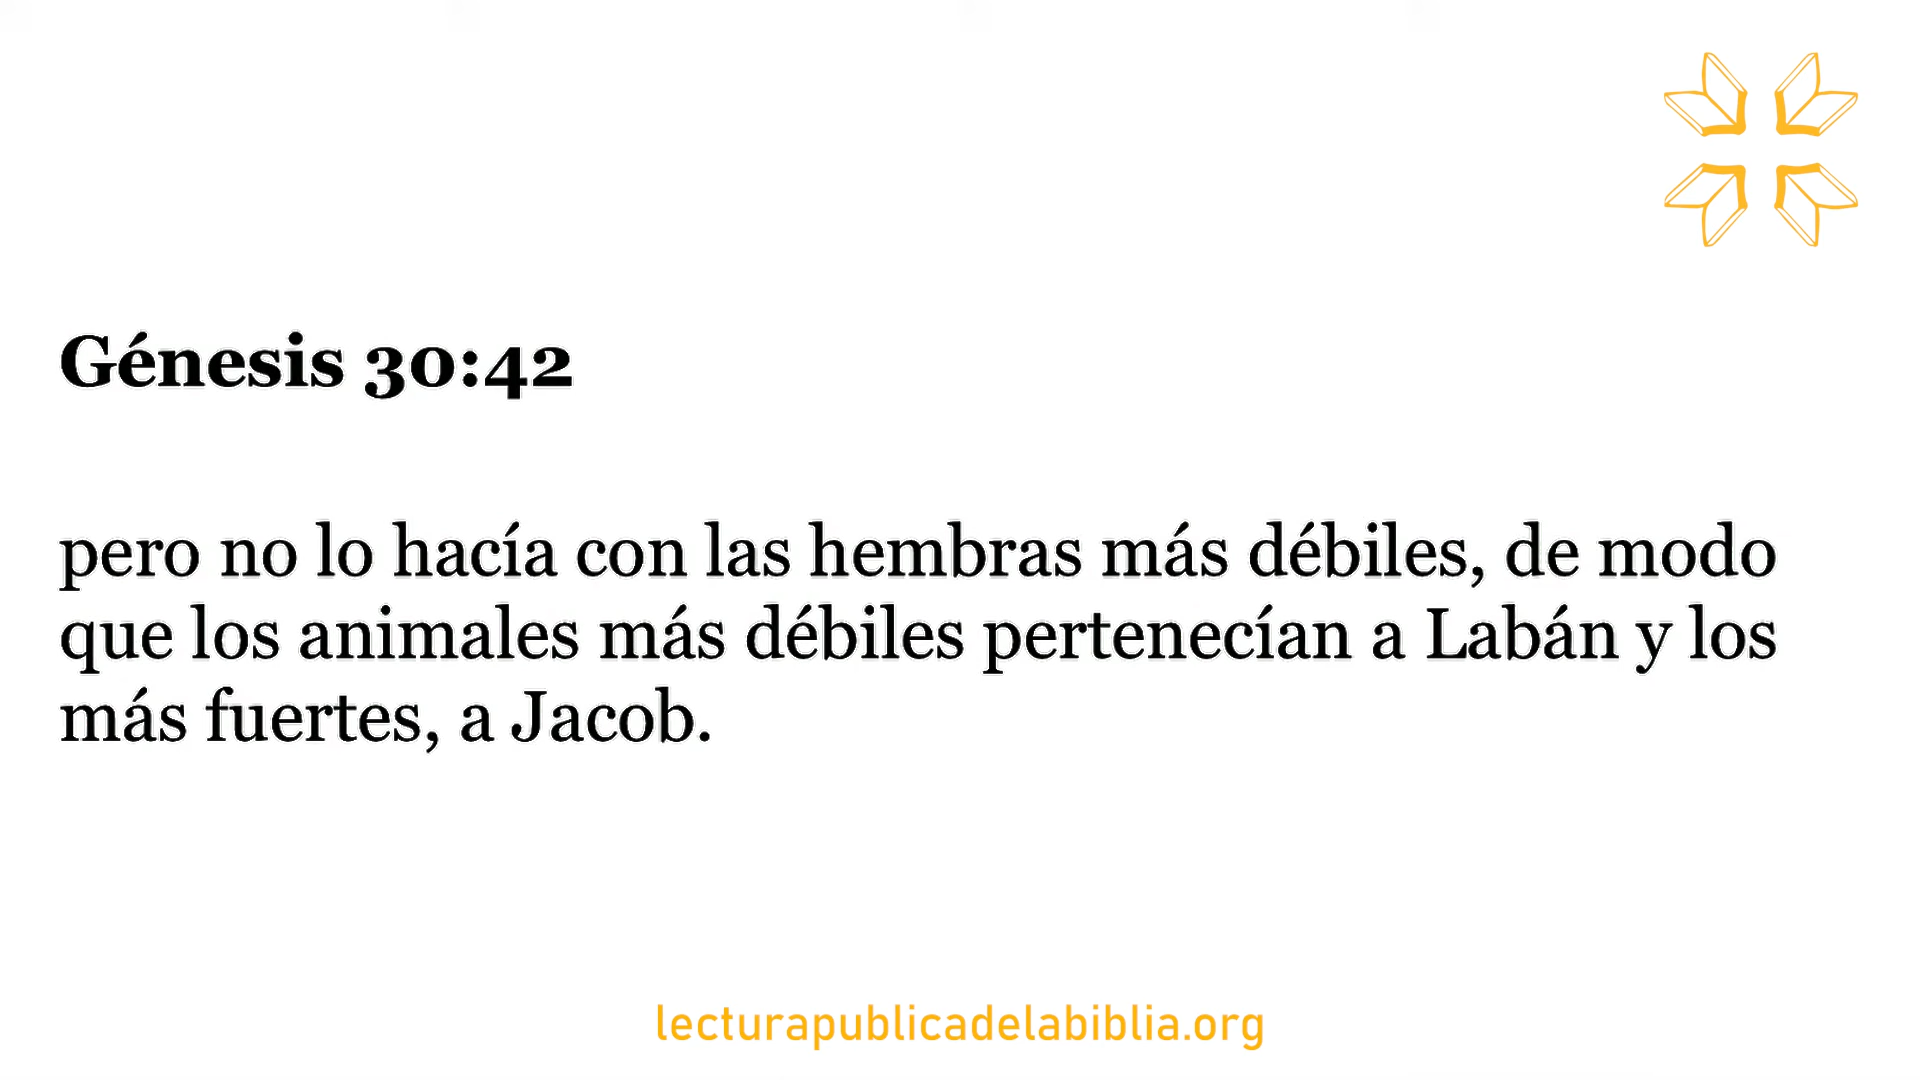 Génesis 30:42
pero no lo hacía con las hembras más débiles, de modo
que los animales más débiles pertenecían a Labán y los
más fuertes, a Jacob.
lecturapublicadelabiblia.org